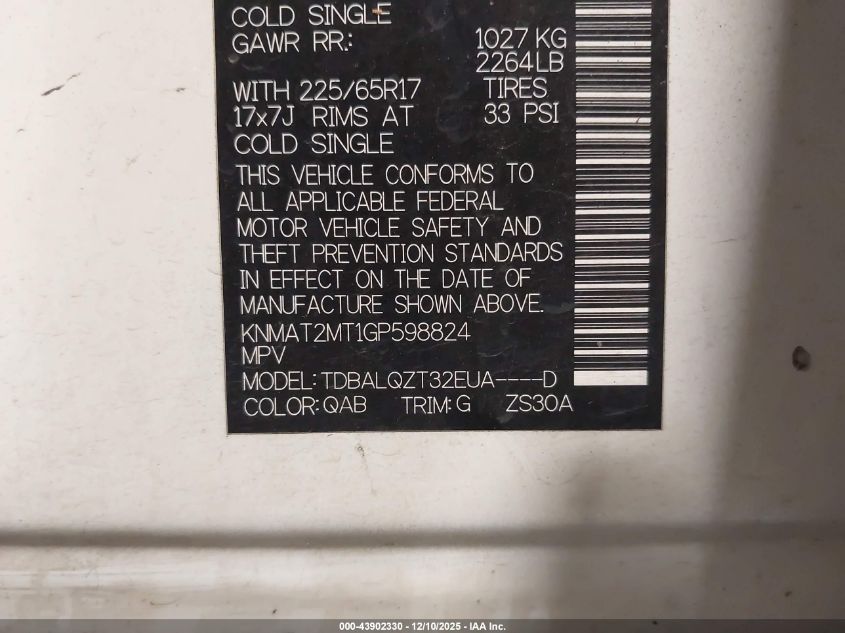 COLD SINGLE
GAWR RR.: 1027 KG
2264LB
WITH 225/65R17 TIRES
17x7J RIMS AT 33 PSI
COLD SINGLE
THIS VEHICLE CONFORMS TO
ALL APPLICABLE FEDERAL
MOTOR VEHICLE SAFETY AND
THEFT PREVENTION STANDARDS
IN EFFECT ON THE DATE OF
MANUFACTURE SHOWN ABOVE.
KNMAT2MT1GP598824
MPV
MODEL: TDBALQZT32EUA----D
COLOR: QAB TRIM: G ZS30A
000-43902330 - 12/10/2025 - IAA Inc.